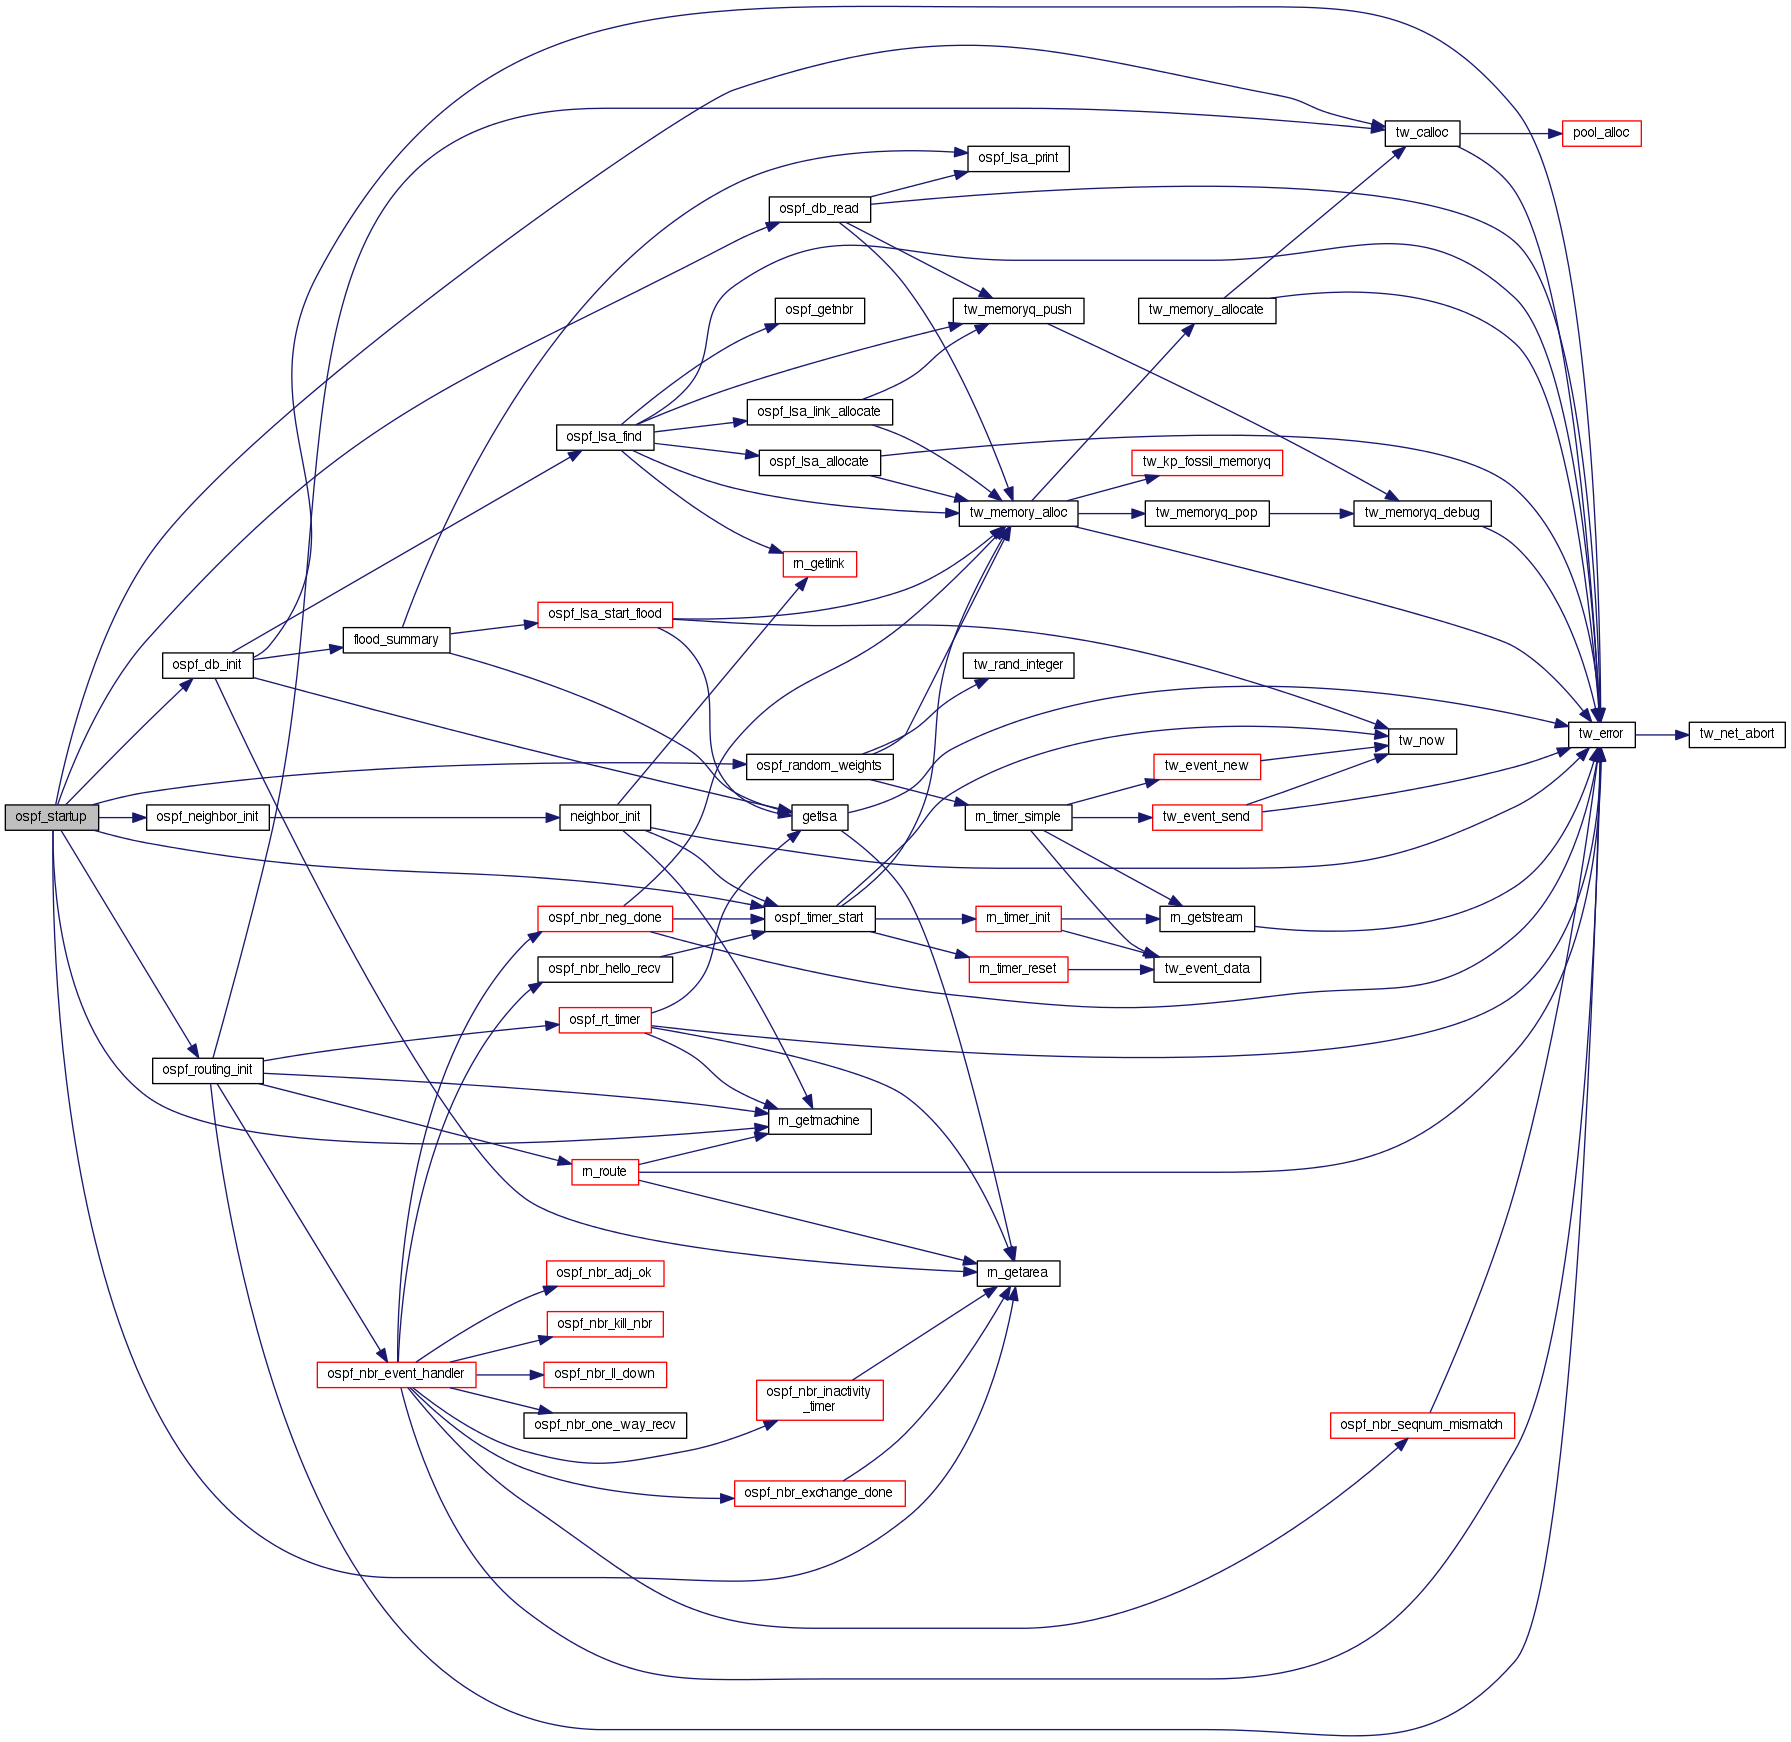 tw_calloc
pool_alloc
ospf_lsa_print
ospf_db_read
ospf_getnbr
tw_memoryq_push
tw_memory_allocate
ospf_lsa_link_allocate
ospf_lsa_find
ospf_lsa_allocate
tw_kp_fossil_memoryq
tw_memory_alloc
tw_memoryq_pop
tw_memoryq_debug
rn_getlink
ospf_lsa_start_flood
flood_summary
ospf_db_init
tw_rand_integer
tw_now
tw_error
tw_net_abort
ospf_random_weights
tw_event_new
ospf_startup
ospf_neighbor_init
neighbor_init
getlsa
rn_timer_simple
tw_event_send
ospf_nbr_neg_done
ospf_timer_start
rn_timer_init
rn_getstream
ospf_nbr_hello_recv
rn_timer_reset
tw_event_data
ospf_rt_timer
ospf_routing_init
rn_getmachine
rn_route
rn_getarea
ospf_nbr_adj_ok
ospf_nbr_kill_nbr
ospf_nbr_event_handler
ospf_nbr_ll_down
ospf_nbr_inactivity
_timer
ospf_nbr_one_way_recv
ospf_nbr_seqnum_mismatch
ospf_nbr_exchange_done